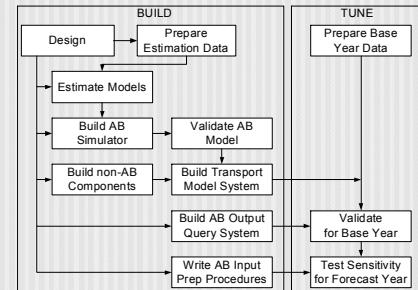 BUILD
TUNE
Design
Prepare
Estimation Data
Prepare Base
Year Data
Estimate Models
Build AB
Simulator
Validate AB
Model
Build non-AB
Components
Build Transport
Model System
Build AB Output
Query System
Validate
for Base Year
Write AB Input
Prep Procedures
Test Sensitivity
for Forecast Year